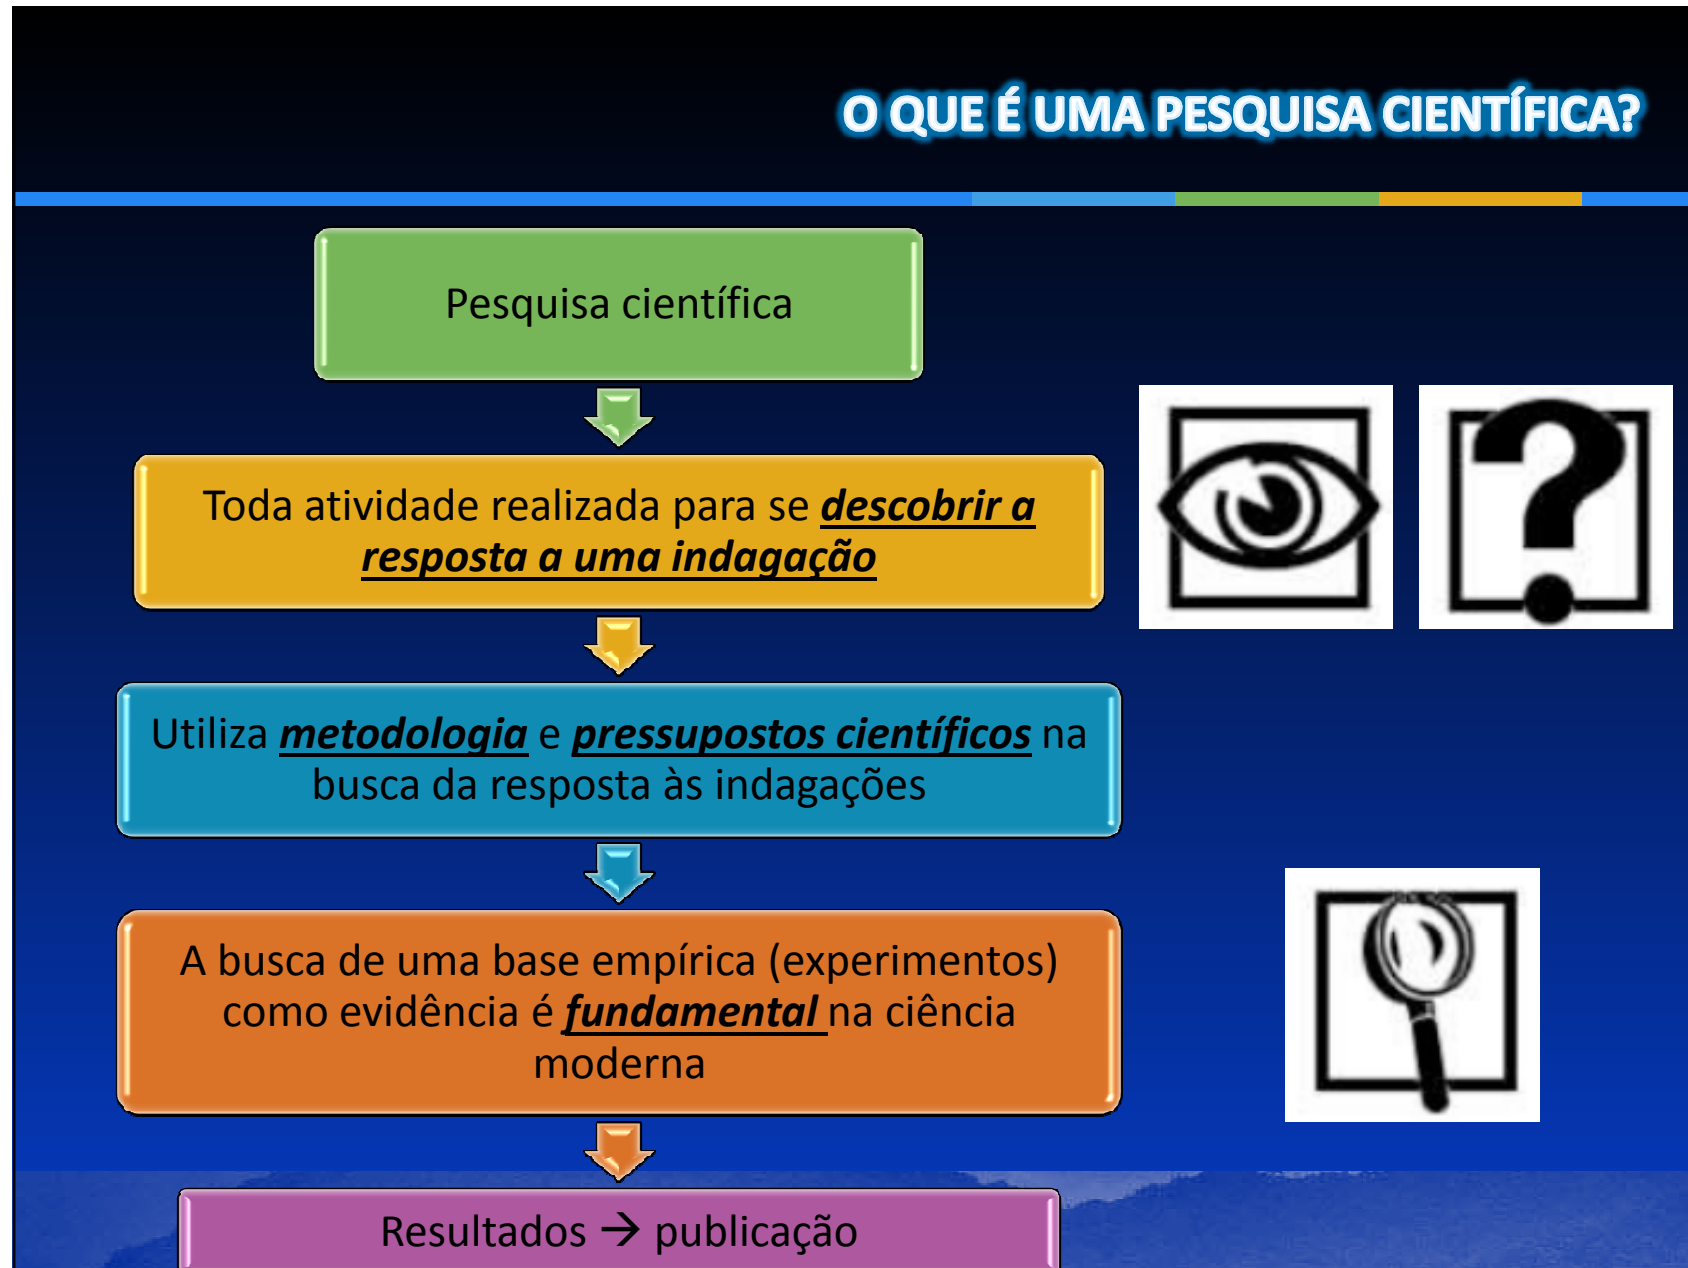 O QUE É UMA PESQUISA CIENTÍFICA?
Pesquisa científica
Toda atividade realizada para se descobrir a
resposta a uma indagação
Utiliza metodologia e pressupostos científicos na
busca da resposta às indagações
A busca de uma base empírica (experimentos)
como evidência é fundamental na ciência
moderna
Resultados → publicação